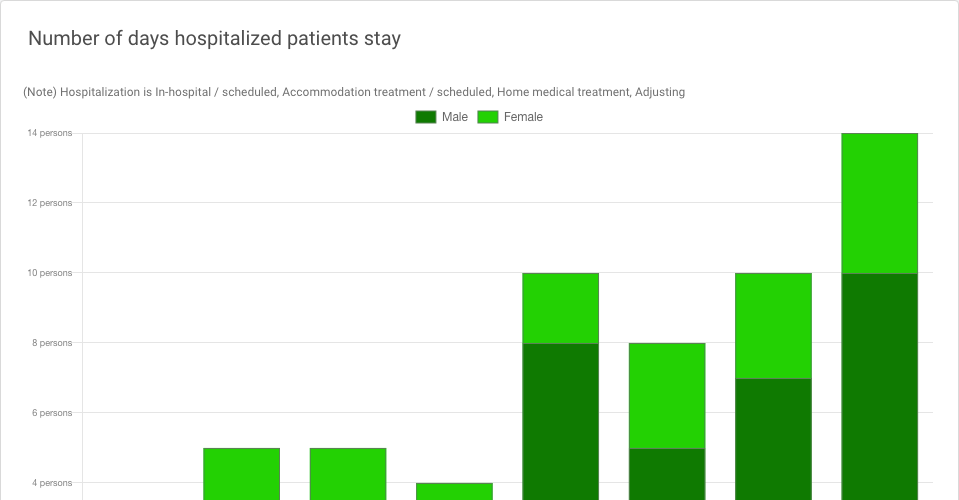 Number of days hospitalized patients stay
(Note) Hospitalization is In-hospital / scheduled, Accommodation treatment / scheduled, Home medical treatment, Adjusting
Male Female
14 persons
12 persons
10 persons
8 persons
6 persons
4 persons